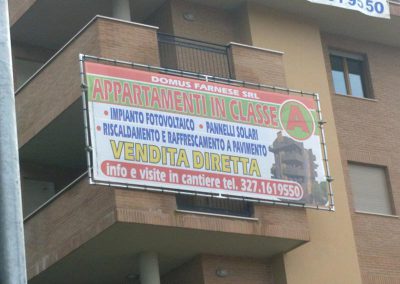 9550
DOMUS FARNESE SRL
APPARTAMENTI IN CLASSE A
• IMPIANTO FOTOVOLTAICO • PANNELLI SOLARI
• RISCALDAMENTO E RAFFRESCAMENTO A PAVIMENTO
VENDITA DIRETTA
info e visite in cantiere tel. 327.1619550